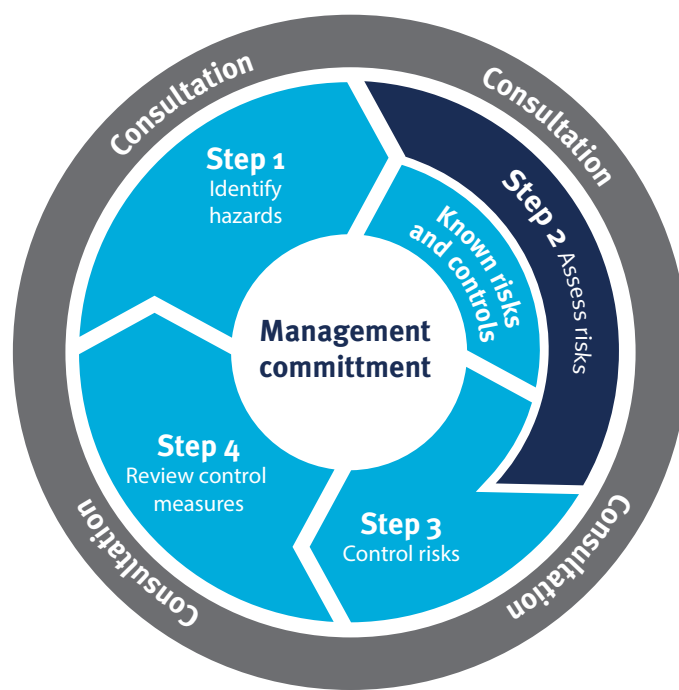 Consultation
Consultation
Step 1
Identify
hazards
Step 2 Assess risks
Known risks
and controls
Management
committment
Step 4
Review control
measures
Step 3
Control risks
Consultation
Consultation